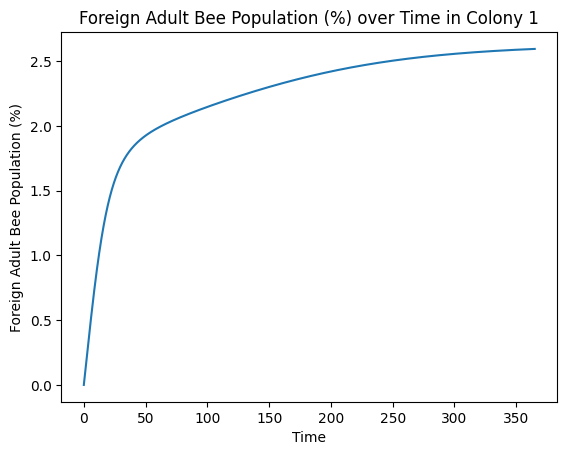 Foreign Adult Bee Population (%) over Time in Colony 1
Foreign Adult Bee Population (%)
2.5
2.0
1.5
1.0
0.5
0.0
0 50 100 150 200 250 300 350
Time